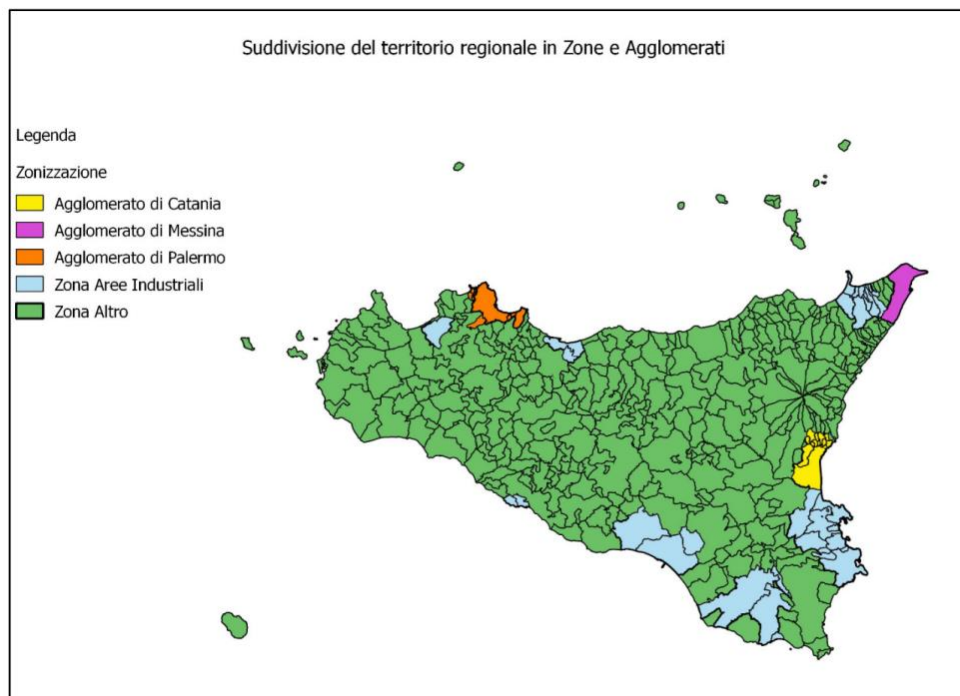 Suddivisione del territorio regionale in Zone e Agglomerati
Legenda
Zonizzazione
Agglomerato di Catania
Agglomerato di Messina
Agglomerato di Palermo
Zona Aree Industriali
Zona Altro